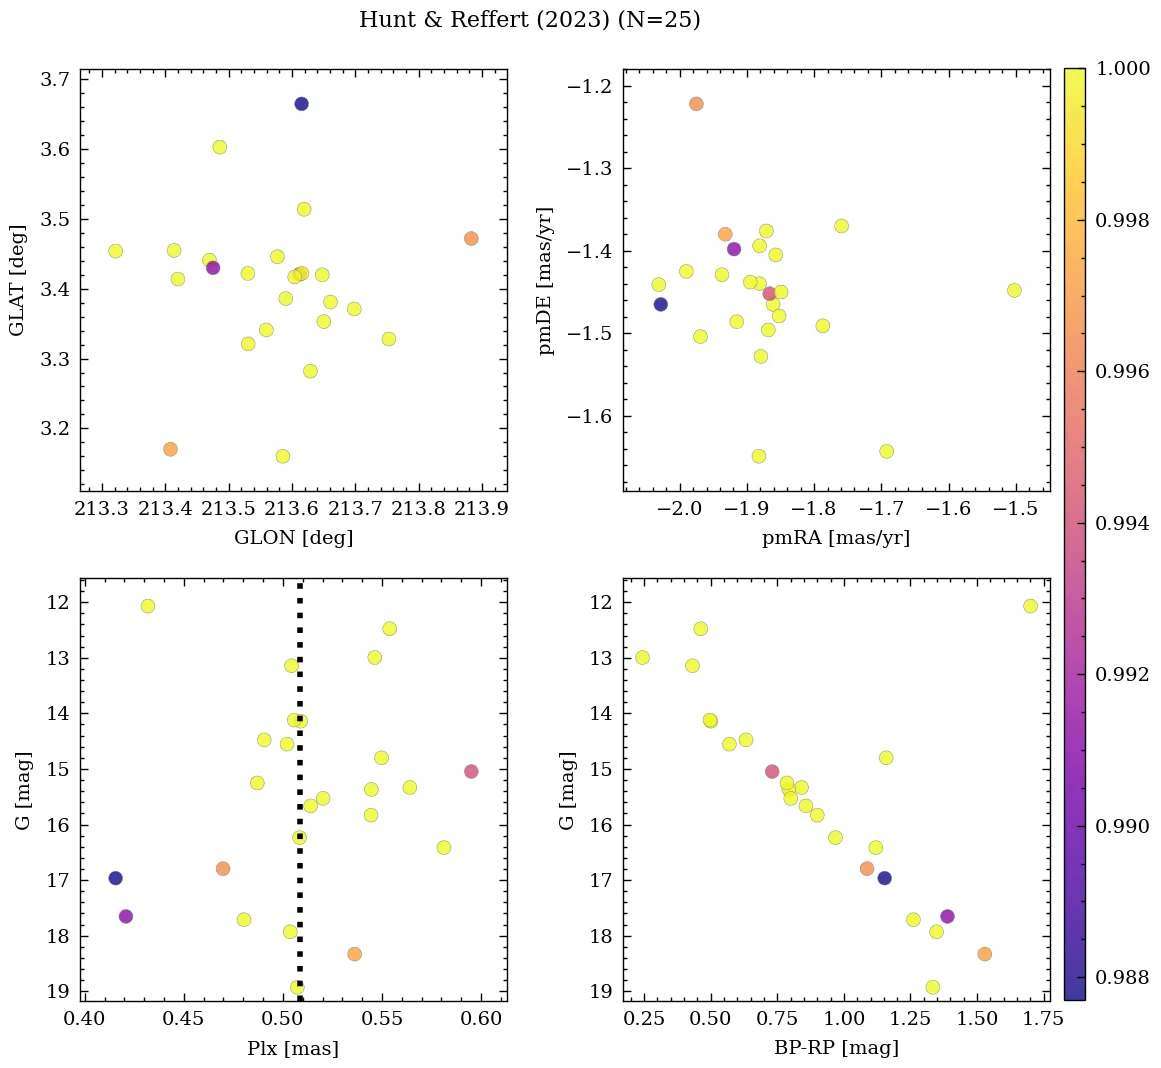 Hunt & Reffert (2023) (N=25)
3.7
3.6
3.5
3.4
3.3
3.2
GLAT [deg]
213.3 213.4 213.5 213.6 213.7 213.8 213.9
GLON [deg]
−1.2
−1.3
−1.4
−1.5
−1.6
pmDE [mas/yr]
−2.0 −1.9 −1.8 −1.7 −1.6 −1.5
pmRA [mas/yr]
12
13
14
15
16
17
18
19
G [mag]
0.40 0.45 0.50 0.55 0.60
Plx [mas]
12
13
14
15
16
17
18
19
G [mag]
0.25 0.50 0.75 1.00 1.25 1.50 1.75
BP-RP [mag]
1.000
0.998
0.996
0.994
0.992
0.990
0.988